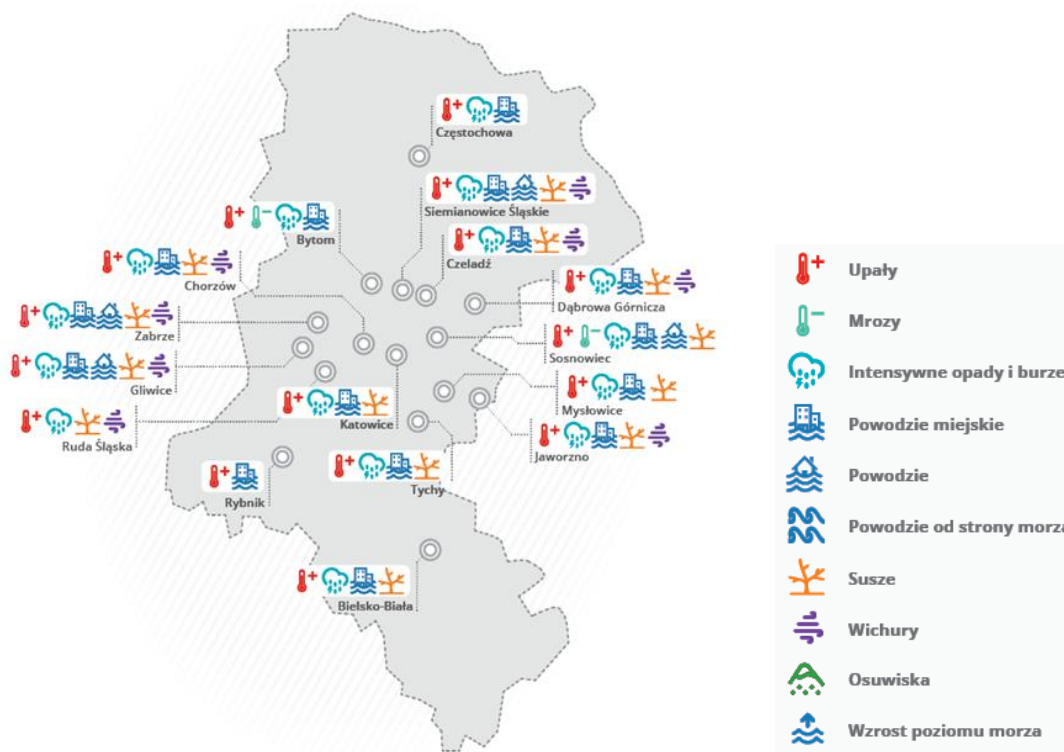 Częstochowa
Siemianowice Śląskie
Bytom
Czeladź
Chorzów
Dąbrowa Górnicza
Zabrze
Sosnowiec
Gliwice
Mysłowice
Katowice
Ruda Śląska
Jaworzno
Tychy
Rybnik
Bielsko-Biała
Upały
Mrozy
Intensywne opady i burze
Powodzie miejskie
Powodzie
Powodzie od strony morza
Susze
Wichury
Osuwiska
Wzrost poziomu morza